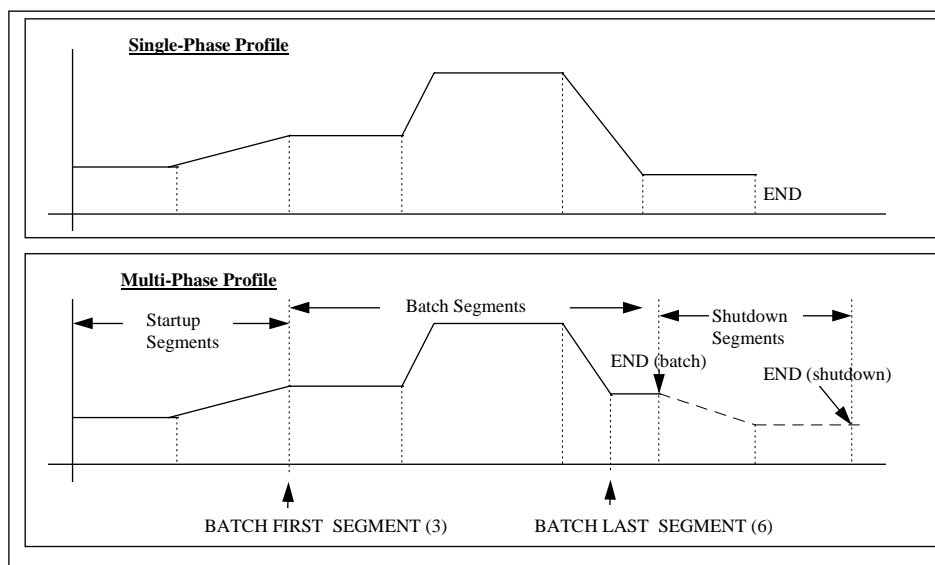 Single-Phase Profile
END
Multi-Phase Profile
Startup
Segments
Batch Segments
Shutdown
Segments
END (batch)
END (shutdown)
BATCH FIRST  SEGMENT (3)
BATCH LAST  SEGMENT (6)